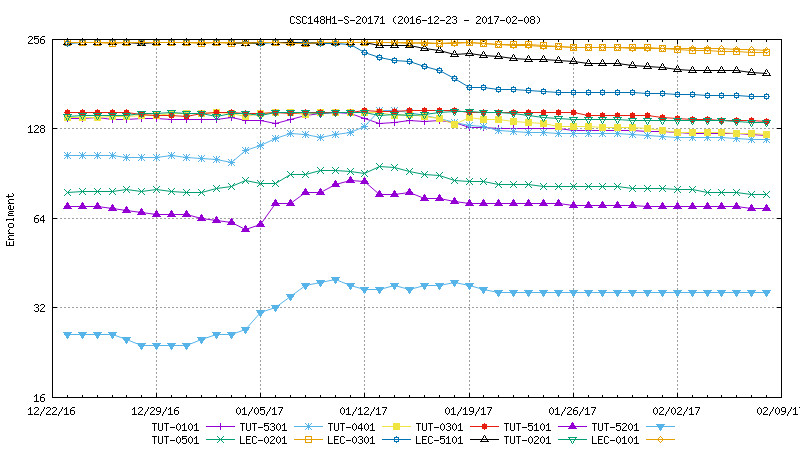 CSC148H1-S-20171 (2016-12-23 - 2017-02-08)
256
128
64
32
16
Enrolment
12/22/16 12/29/16 01/05/17 01/12/17 01/19/17 01/26/17 02/02/17 02/09/17
TUT-0101 TUT-5301 TUT-0401 TUT-0301 TUT-5101 TUT-5201
TUT-0501 LEC-0201 LEC-0301 LEC-5101 TUT-0201 LEC-0101